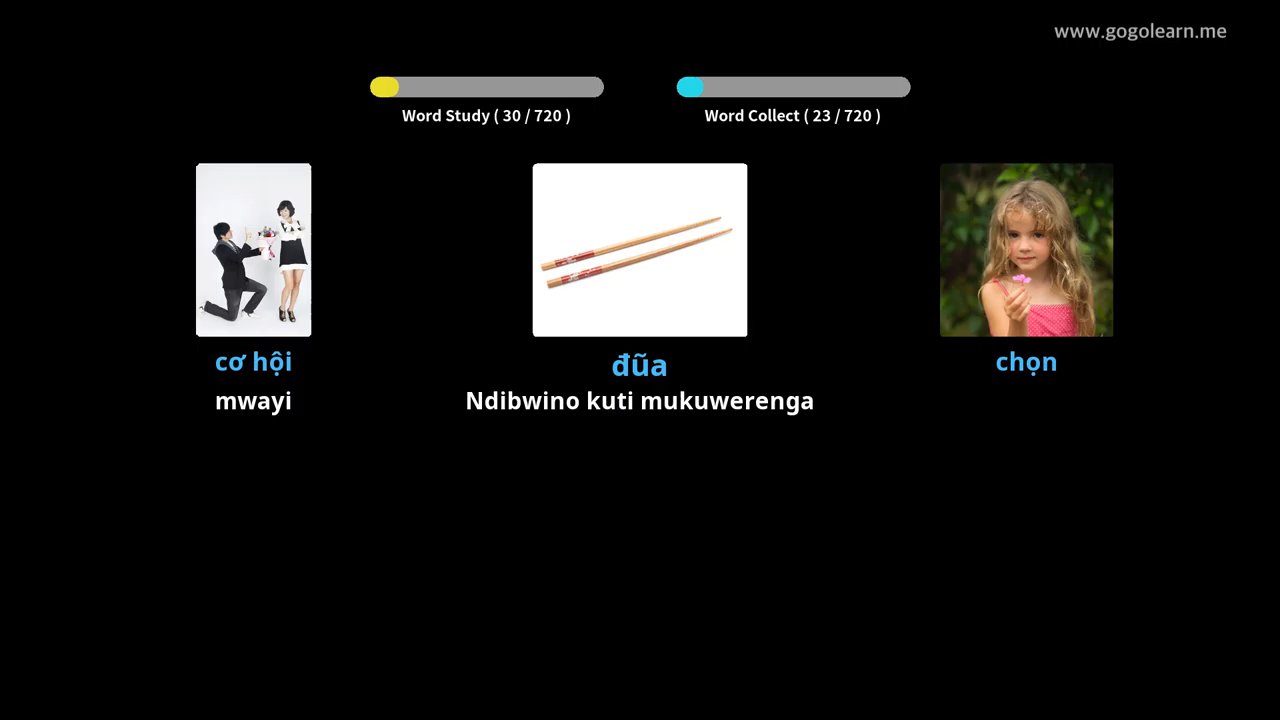 www.gogolearn.me
Word Study ( 30 / 720 )
Word Collect ( 23 / 720 )
cơ hội
mwayi
đũa
Ndibwino kuti mukuwerenga
chọn